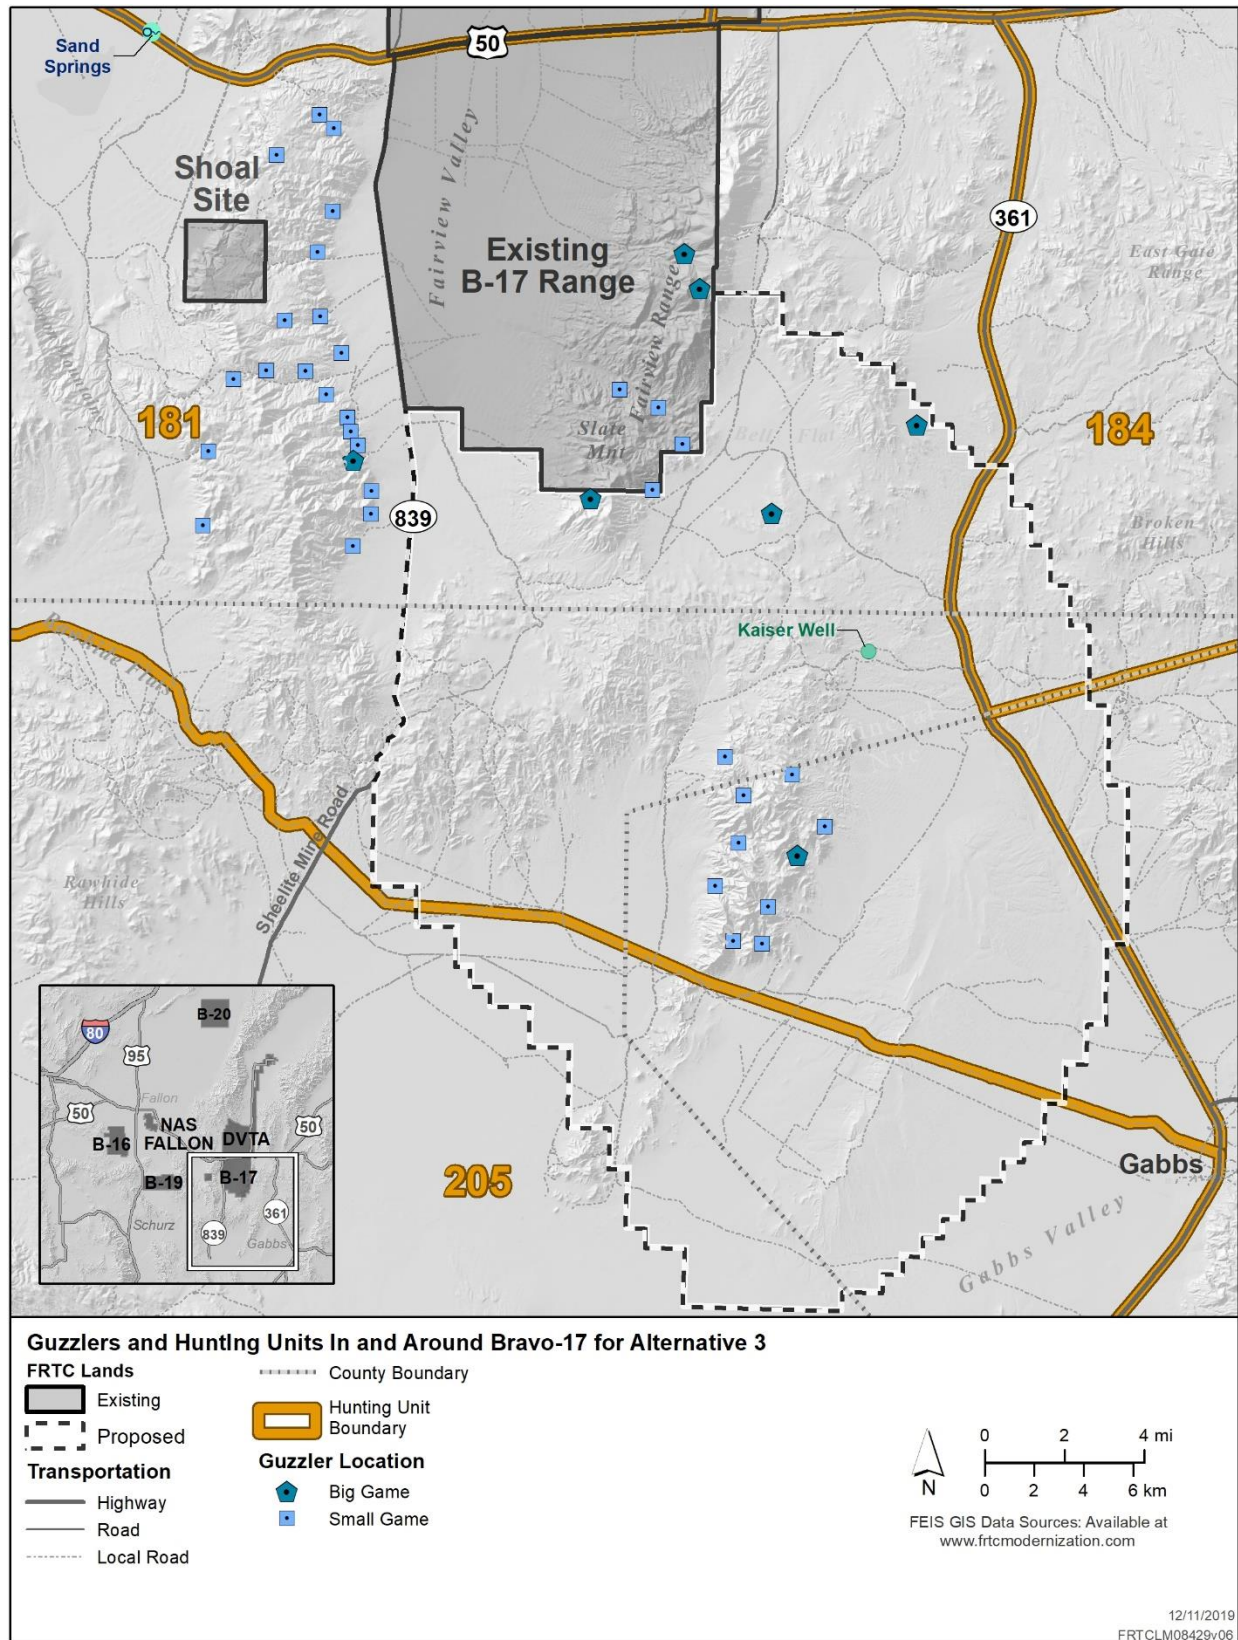 Sand
Springs
50
Shoal
Site
Fairview Valley
Existing
B-17 Range
361
East Gate
Range
Fairview Range
Cocoon Mountains
181
Slate
Mnt
Bell Flat
184
839
Broken
Hills
Kaiser Well
Rawhide Flats
Sheelite Mine Road
Rawhide
Hills
B-20
80
95
Fallon
50
NAS
FALLON
DVTA
50
B-16
B-17
B-19
Schurz
361
839
Gabbs
205
Gabbs
Gabbs Valley
Guzzlers and Hunting Units In and Around Bravo-17 for Alternative 3
FRTC Lands
Existing
Proposed
Transportation
Highway
Road
Local Road
County Boundary
Hunting Unit
Boundary
Guzzler Location
Big Game
Small Game
N
0 2 4 mi
0 2 4 6 km
FEIS GIS Data Sources: Available at
www.frtcmodernization.com
12/11/2019
FRTCLM08429v06